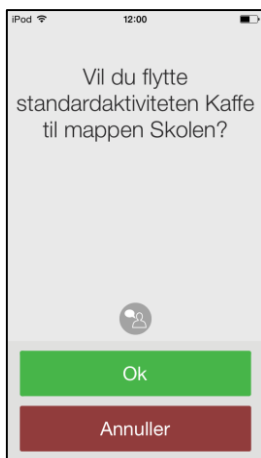 iPod 12:00
Vil du flytte
standardaktiviteten Kaffe
til mappen Skolen?
Ok
Annuller